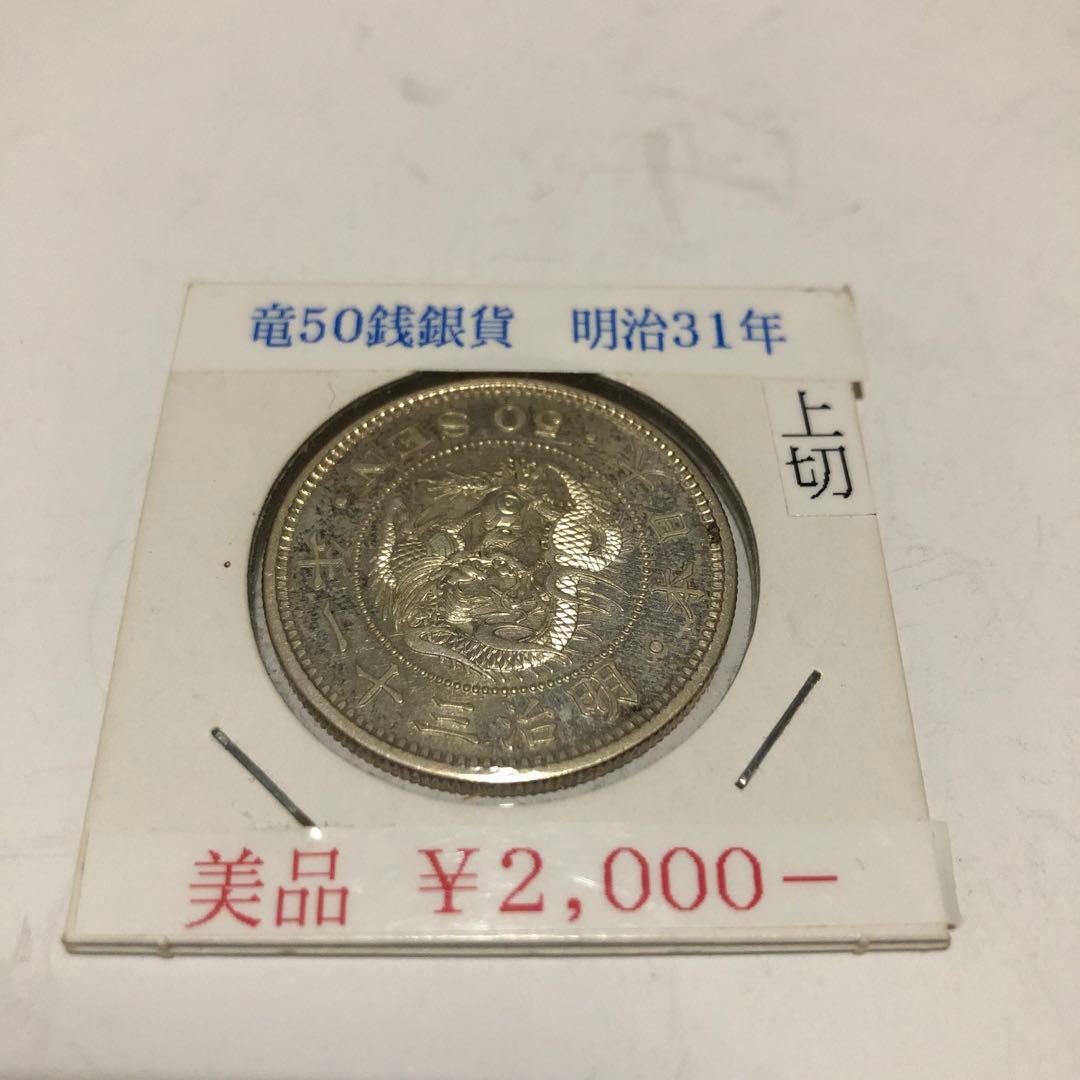 竜50銭銀貨 明治31年
上切
大日本・明治三十一年・50 SEN・
美品 ¥2,000−